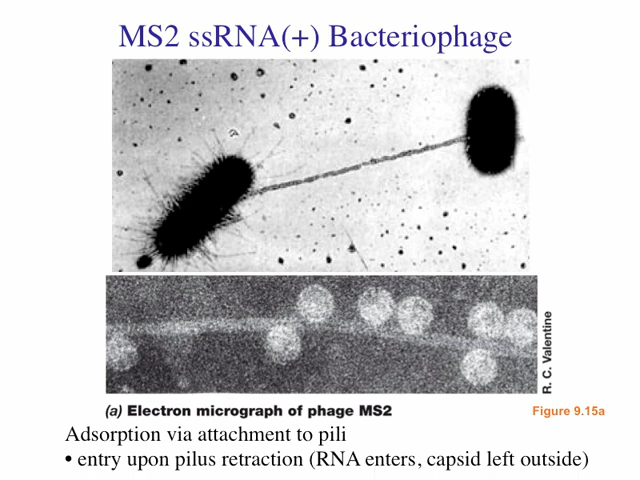 MS2 ssRNA(+) Bacteriophage
R. C. Valentine
(a) Electron micrograph of phage MS2
Figure 9.15a
Adsorption via attachment to pili
• entry upon pilus retraction (RNA enters, capsid left outside)